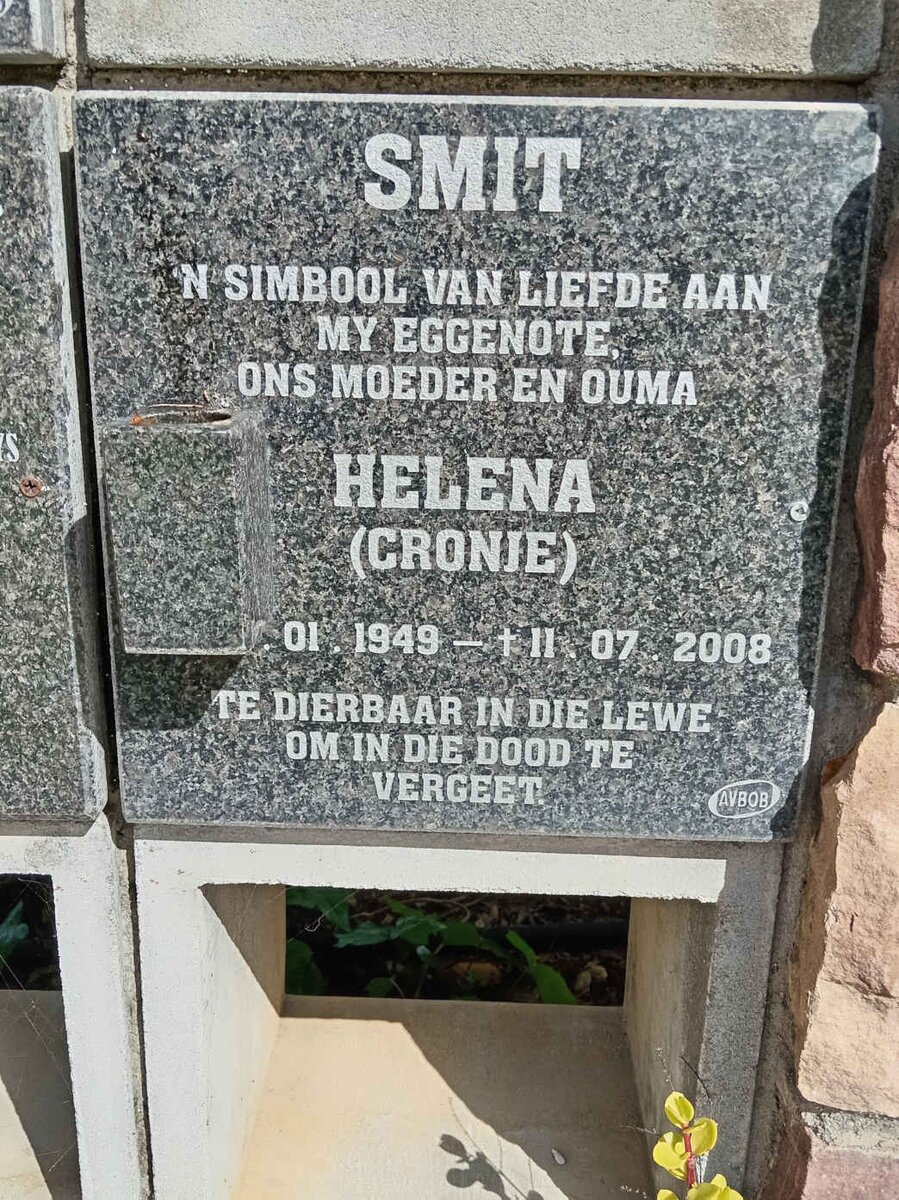 SMIT
'N SIMBOOL VAN LIEFDE AAN
MY EGGENOTE,
ONS MOEDER EN OUMA
HELENA
(CRONJE)
. 01 . 1949 – † 11 . 07 . 2008
TE DIERBAAR IN DIE LEWE
OM IN DIE DOOD TE
VERGEET.
AVBOB